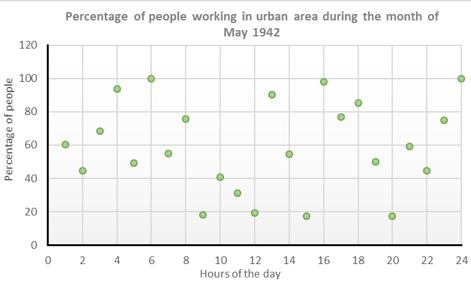 Percentage of people working in urban area during the month of
May 1942
120
100
80
60
40
20
0
Percentage of people
0 2 4 6 8 10 12 14 16 18 20 22 24
Hours of the day